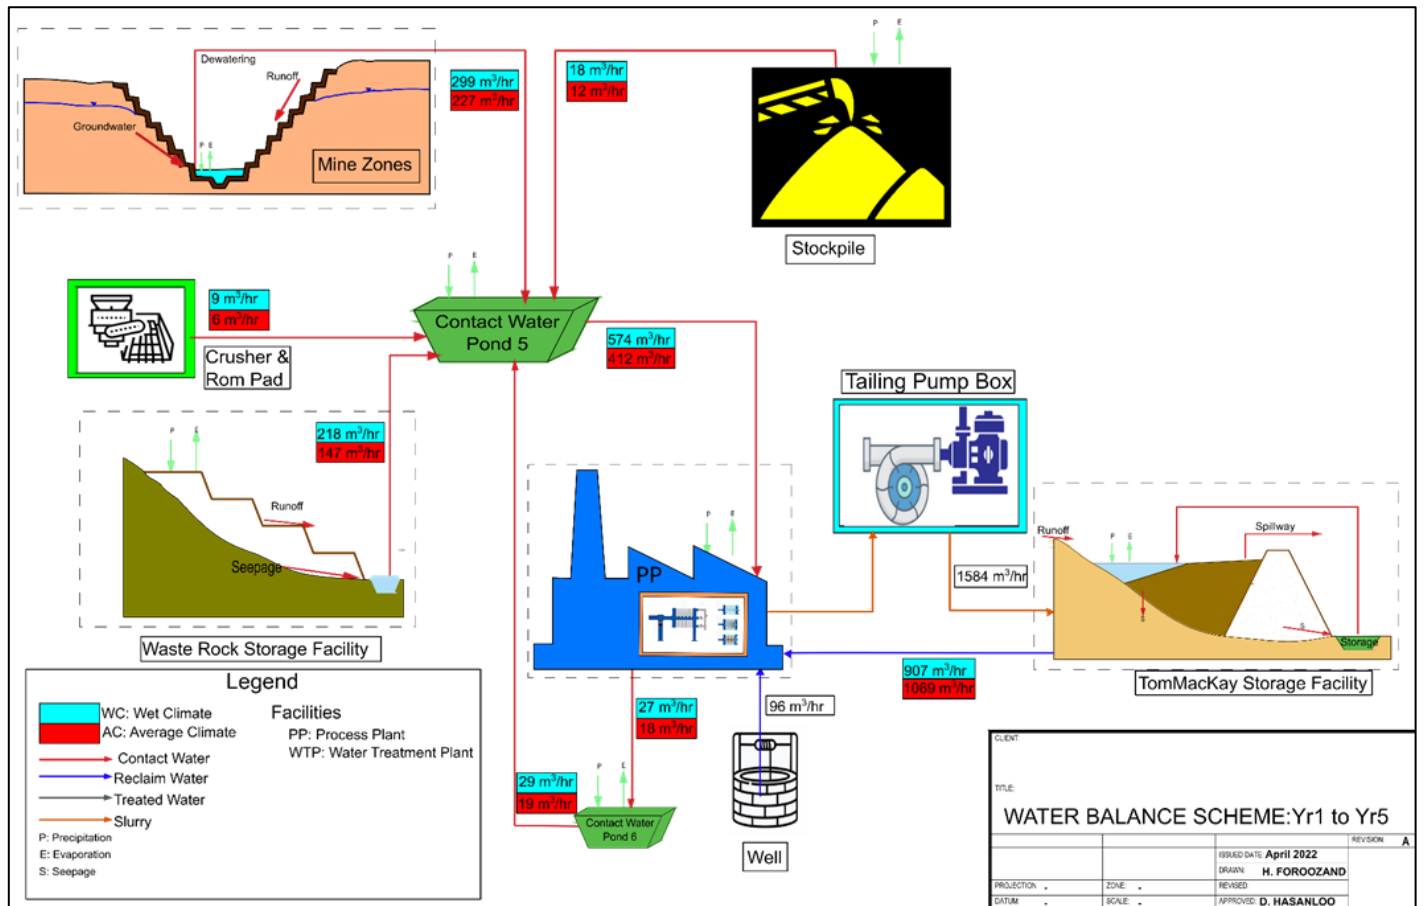 P E
Dewatering
Runoff
Groundwater
P E
Mine Zones
299 m³/hr
227 m³/hr
18 m³/hr
12 m³/hr
Stockpile
P E
9 m³/hr
6 m³/hr
Crusher &
Rom Pad
Contact Water
Pond 5
574 m³/hr
412 m³/hr
Tailing Pump Box
218 m³/hr
147 m³/hr
P E
Runoff
Seepage
Waste Rock Storage Facility
P E
PP
1584 m³/hr
Runoff
P E
Spillway
S
S
Storage
TomMacKay Storage Facility
907 m³/hr
1069 m³/hr
27 m³/hr
18 m³/hr
96 m³/hr
Well
29 m³/hr
19 m³/hr
P E
Contact Water
Pond 6
Legend
WC: Wet Climate
AC: Average Climate
Contact Water
Reclaim Water
Treated Water
Slurry
P: Precipitation
E: Evaporation
S: Seepage
Facilities
PP: Process Plant
WTP: Water Treatment Plant
CLIENT:
TITLE:
WATER BALANCE SCHEME:Yr1 to Yr5
REVISION: A
ISSUED DATE: April 2022
DRAWN: H. FOROOZAND
PROJECTION . ZONE: . REVISED:
DATUM: . SCALE: . APPROVED: D. HASANLOO